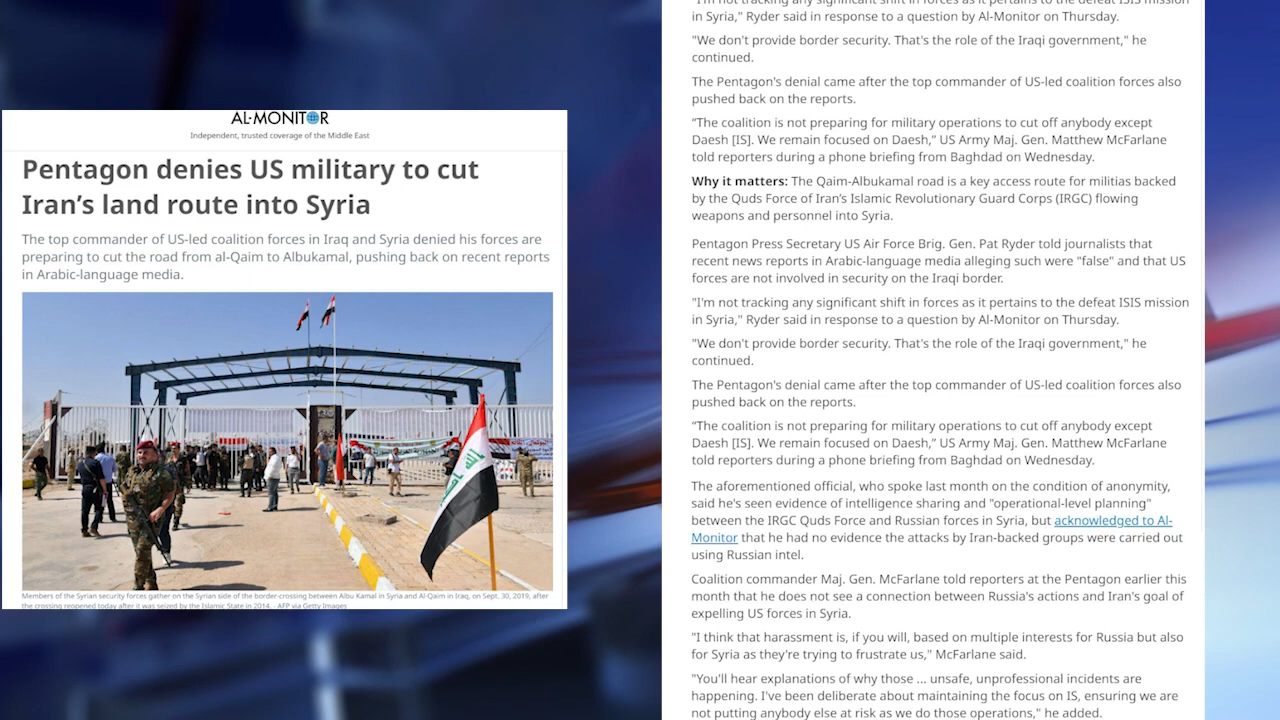 AL-MONITOR
Independent, trusted coverage of the Middle East
Pentagon denies US military to cut
Iran’s land route into Syria
The top commander of US-led coalition forces in Iraq and Syria denied his forces are
preparing to cut the road from al-Qaim to Albukamal, pushing back on recent reports
in Arabic-language media.
Members of the Syrian security forces gather on the Syrian side of the border-crossing between Albu Kamal in Syria and Al-Qaim in Iraq, on Sept. 30, 2019, after
the crossing reopened today after it was seized by the Islamic State in 2014. - AFP via Getty Images
"I'm not tracking any significant shift in forces as it pertains to the defeat ISIS mission
in Syria," Ryder said in response to a question by Al-Monitor on Thursday.
"We don't provide border security. That's the role of the Iraqi government," he
continued.
The Pentagon's denial came after the top commander of US-led coalition forces also
pushed back on the reports.
“The coalition is not preparing for military operations to cut off anybody except
Daesh [IS]. We remain focused on Daesh,” US Army Maj. Gen. Matthew McFarlane
told reporters during a phone briefing from Baghdad on Wednesday.
Why it matters: The Qaim-Albukamal road is a key access route for militias backed
by the Quds Force of Iran’s Islamic Revolutionary Guard Corps (IRGC) flowing
weapons and personnel into Syria.
Pentagon Press Secretary US Air Force Brig. Gen. Pat Ryder told journalists that
recent news reports in Arabic-language media alleging such were "false" and that US
forces are not involved in security on the Iraqi border.
"I'm not tracking any significant shift in forces as it pertains to the defeat ISIS mission
in Syria," Ryder said in response to a question by Al-Monitor on Thursday.
"We don't provide border security. That's the role of the Iraqi government," he
continued.
The Pentagon's denial came after the top commander of US-led coalition forces also
pushed back on the reports.
“The coalition is not preparing for military operations to cut off anybody except
Daesh [IS]. We remain focused on Daesh,” US Army Maj. Gen. Matthew McFarlane
told reporters during a phone briefing from Baghdad on Wednesday.
The aforementioned official, who spoke last month on the condition of anonymity,
said he's seen evidence of intelligence sharing and "operational-level planning"
between the IRGC Quds Force and Russian forces in Syria, but acknowledged to Al-
Monitor that he had no evidence the attacks by Iran-backed groups were carried out
using Russian intel.
Coalition commander Maj. Gen. McFarlane told reporters at the Pentagon earlier this
month that he does not see a connection between Russia's actions and Iran's goal of
expelling US forces in Syria.
"I think that harassment is, if you will, based on multiple interests for Russia but also
for Syria as they're trying to frustrate us," McFarlane said.
"You'll hear explanations of why those ... unsafe, unprofessional incidents are
happening. I've been deliberate about maintaining the focus on IS, ensuring we are
not putting anybody else at risk as we do those operations," he added.